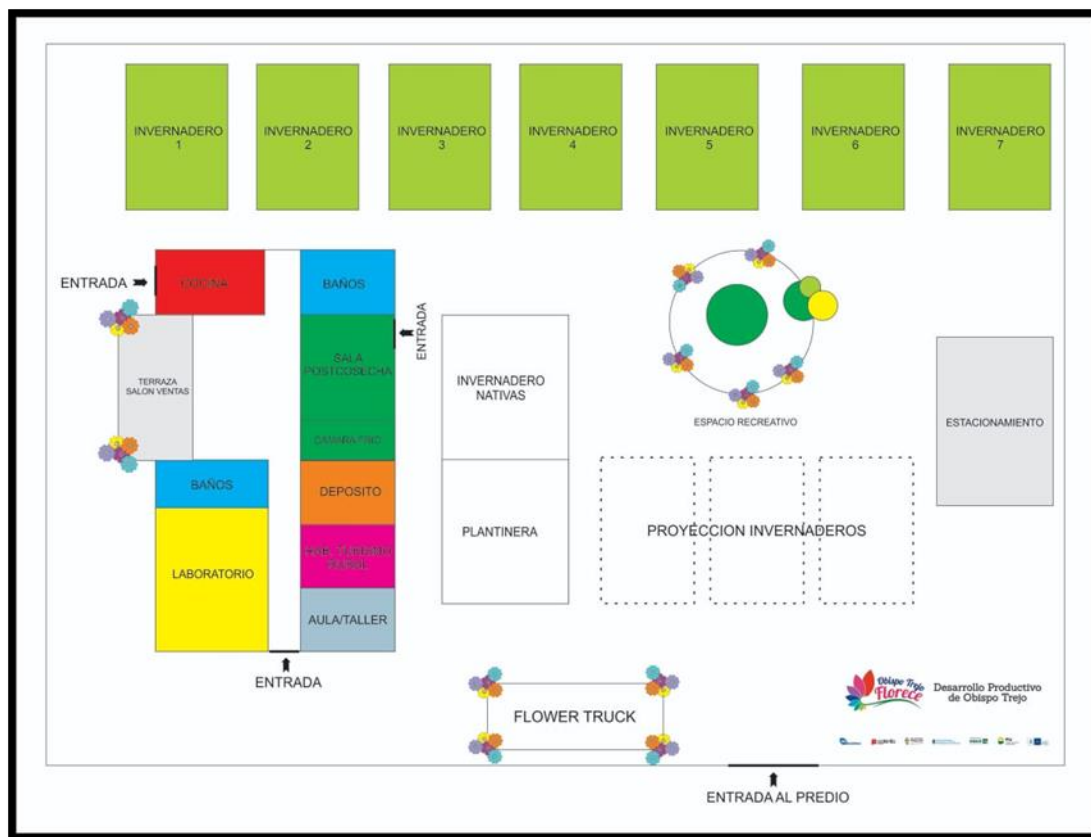 INVERNADERO
1
INVERNADERO
2
INVERNADERO
3
INVERNADERO
4
INVERNADERO
5
INVERNADERO
6
INVERNADERO
7
ENTRADA
COCINA
BAÑOS
ENTRADA
SALA
POSTCOSECHA
CAMARA FRIO
TERRAZA
SALON VENTAS
INVERNADERO
NATIVAS
ESPACIO RECREATIVO
ESTACIONAMIENTO
BAÑOS
DEPOSITO
PLANTINERA
PROYECCION INVERNADEROS
LABORATORIO
RURAL
AULA/TALLER
ENTRADA
FLOWER TRUCK
Obispo Trejo
Florece
Desarrollo Productivo
de Obispo Trejo
ENTRADA AL PREDIO